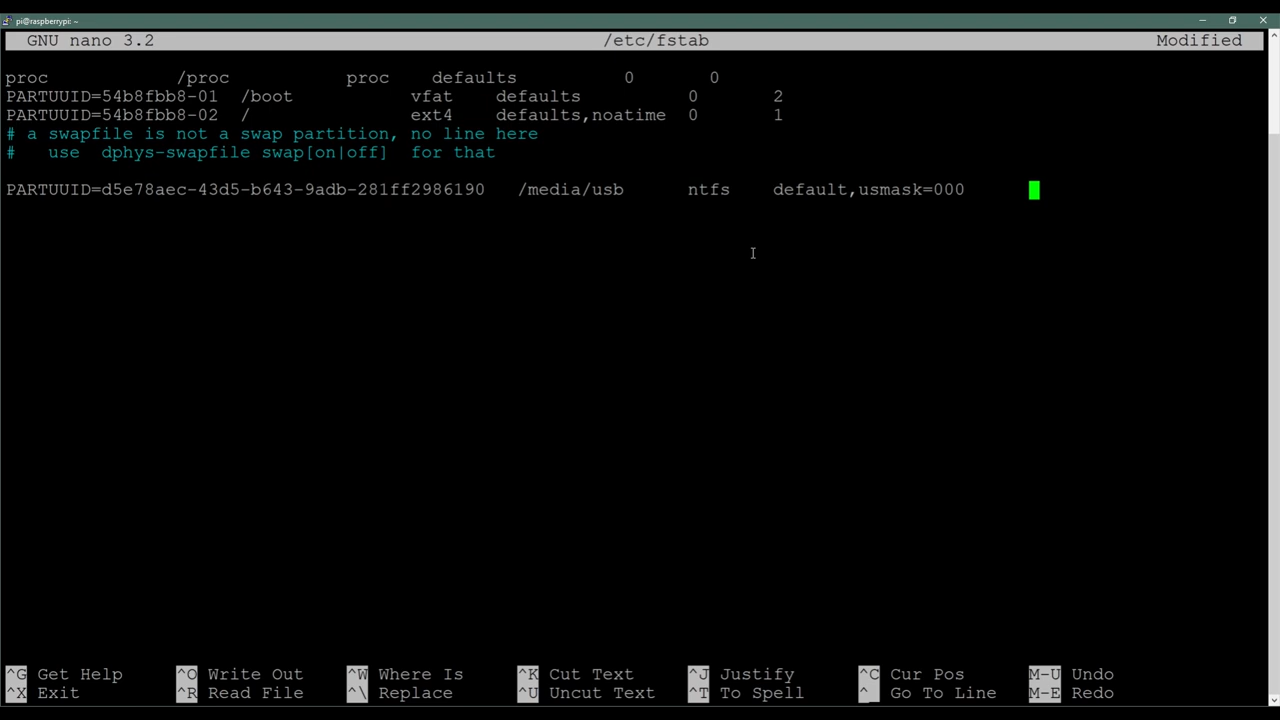 pi@raspberrypi: ~
GNU nano 3.2 /etc/fstab Modified
proc /proc proc defaults 0 0
PARTUUID=54b8fbb8-01 /boot vfat defaults 0 2
PARTUUID=54b8fbb8-02 / ext4 defaults,noatime 0 1
# a swapfile is not a swap partition, no line here
# use dphys-swapfile swap[on|off] for that
PARTUUID=d5e78aec-43d5-b643-9adb-281ff2986190 /media/usb ntfs default,usmask=000
^G Get Help ^O Write Out ^W Where Is ^K Cut Text ^J Justify ^C Cur Pos M-U Undo
^X Exit ^R Read File ^\ Replace ^U Uncut Text ^T To Spell ^_ Go To Line M-E Redo